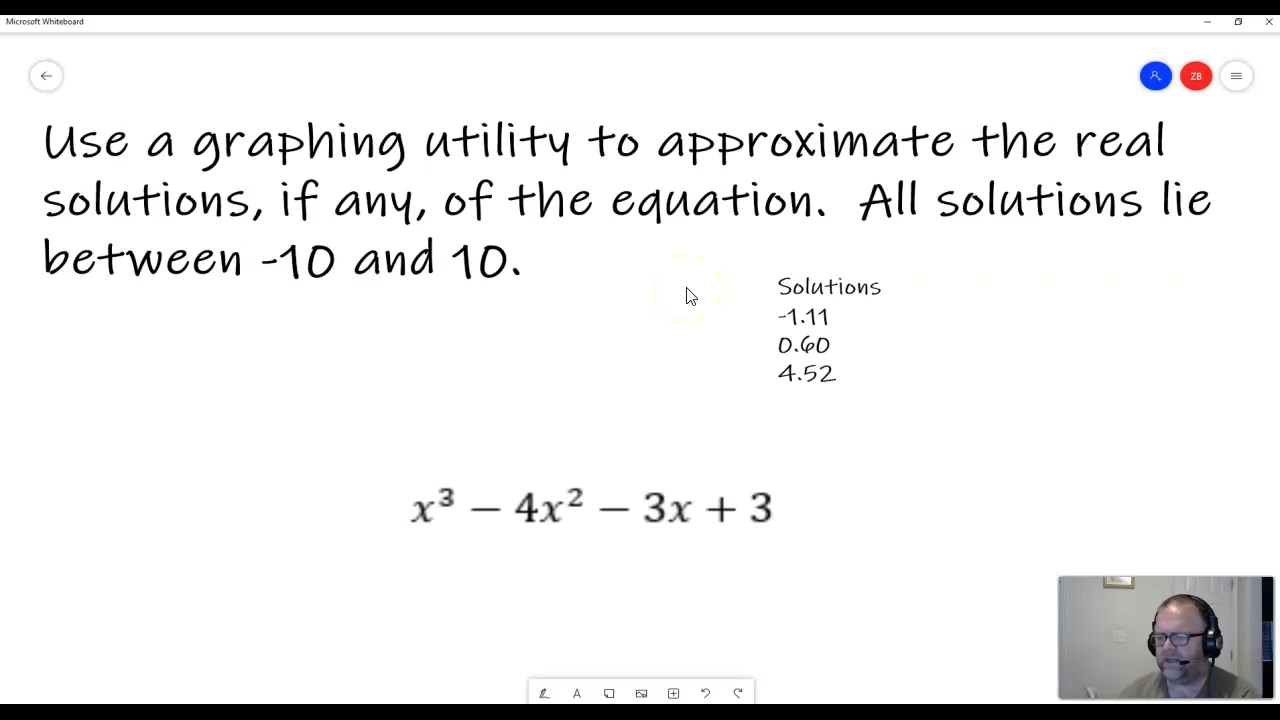 Microsoft Whiteboard
ZB
Use a graphing utility to approximate the real
solutions, if any, of the equation. All solutions lie
between -10 and 10.
Solutions
-1.11
0.60
4.52
x³ − 4x² − 3x + 3
A